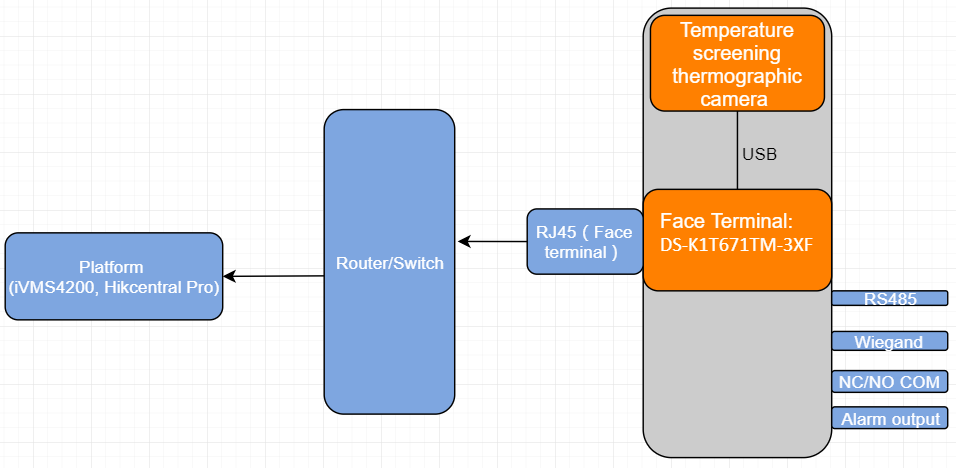 Temperature
screening
thermographic
camera
USB
Face Terminal:
DS-K1T671TM-3XF
RJ45 ( Face
terminal )
Router/Switch
Platform
(iVMS4200, Hikcentral Pro)
RS485
Wiegand
NC/NO COM
Alarm output